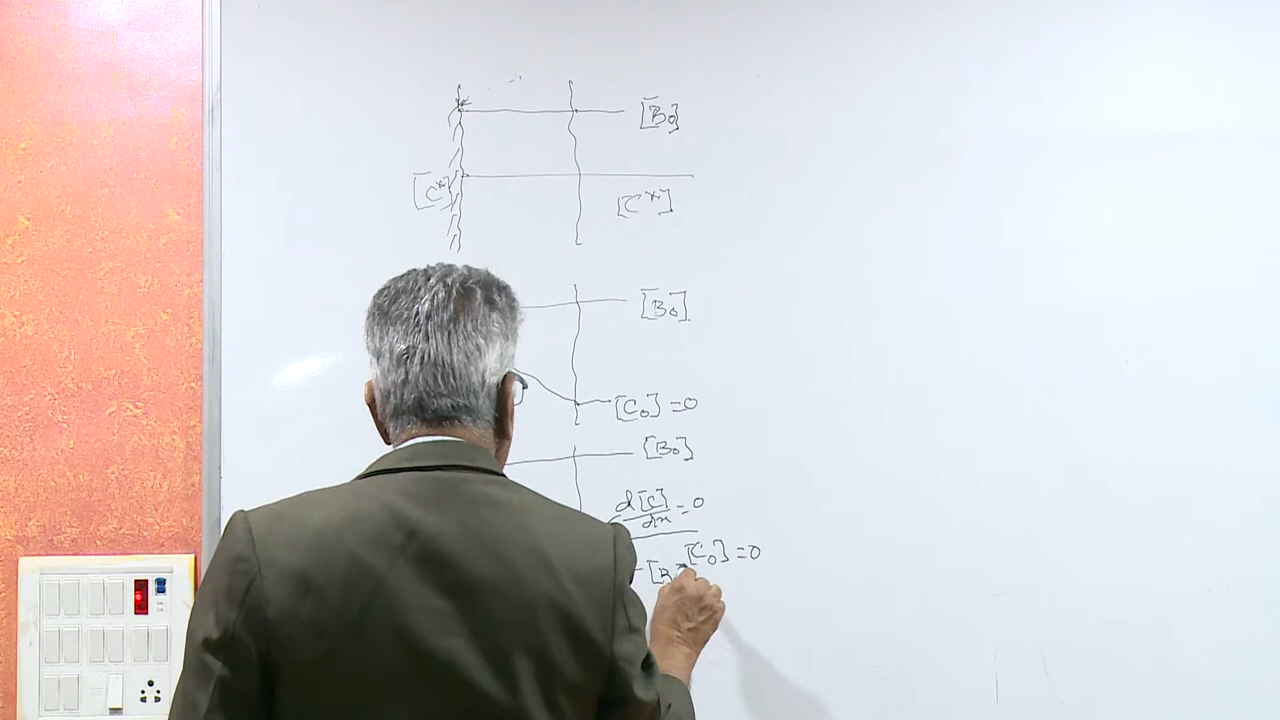 [B₀]
[C*] [C*]
[B₀]
[C₀] = 0
[B₀]
d[C]/dx = 0
[C₀] = 0
[B